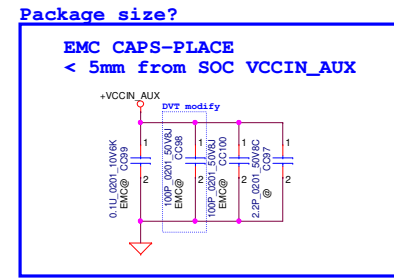 Package size?
EMC CAPS-PLACE
< 5mm from SOC VCCIN_AUX
+VCCIN_AUX
DVT modify
1
2
0.1U_0201_10V6K
CC99
EMC@
1
2
100P_0201_50V8J
CC98
EMC@
1
2
100P_0201_50V8J
CC100
EMC@
1
2
2.2P_0201_50V8C
CC97
@